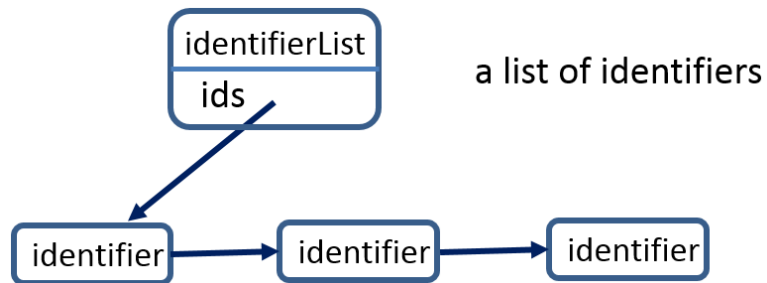 identifierList
a list of identifiers
ids
identifier
identifier
identifier